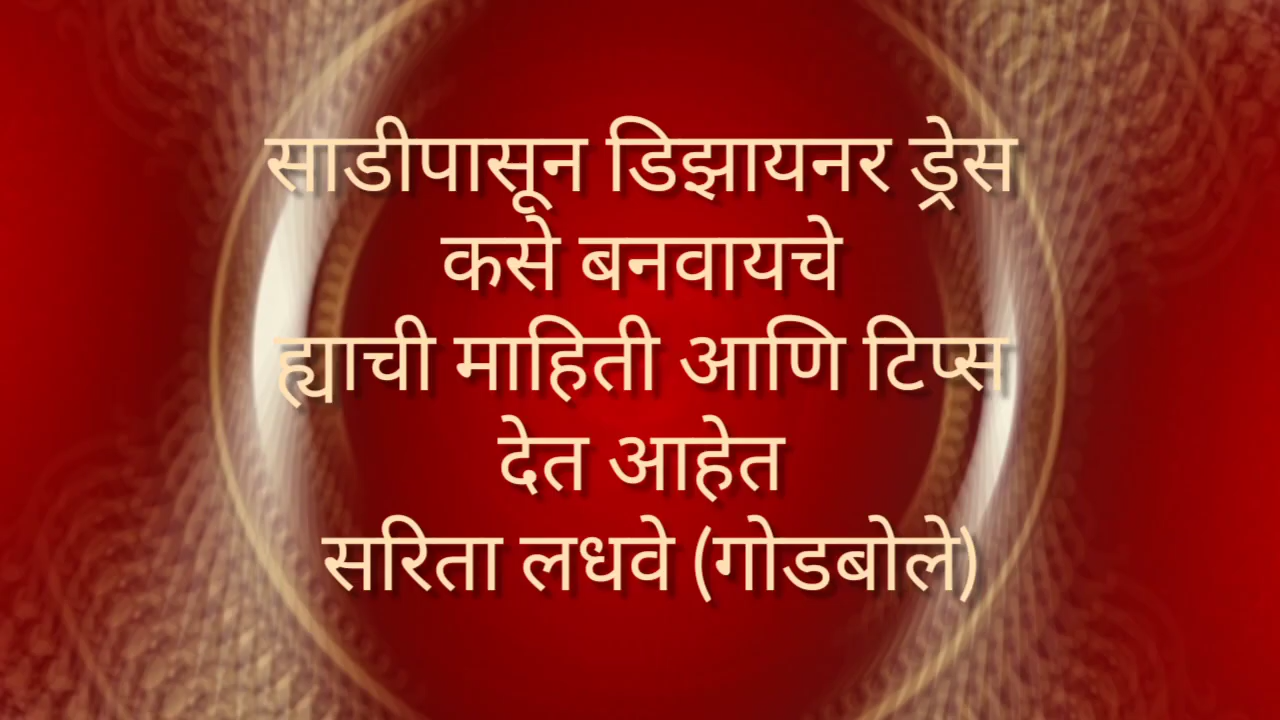 साडीपासून डिझायनर ड्रेस
कसे बनवायचे
ह्याची माहिती आणि टिप्स
देत आहेत
सरिता लधवे (गोडबोले)